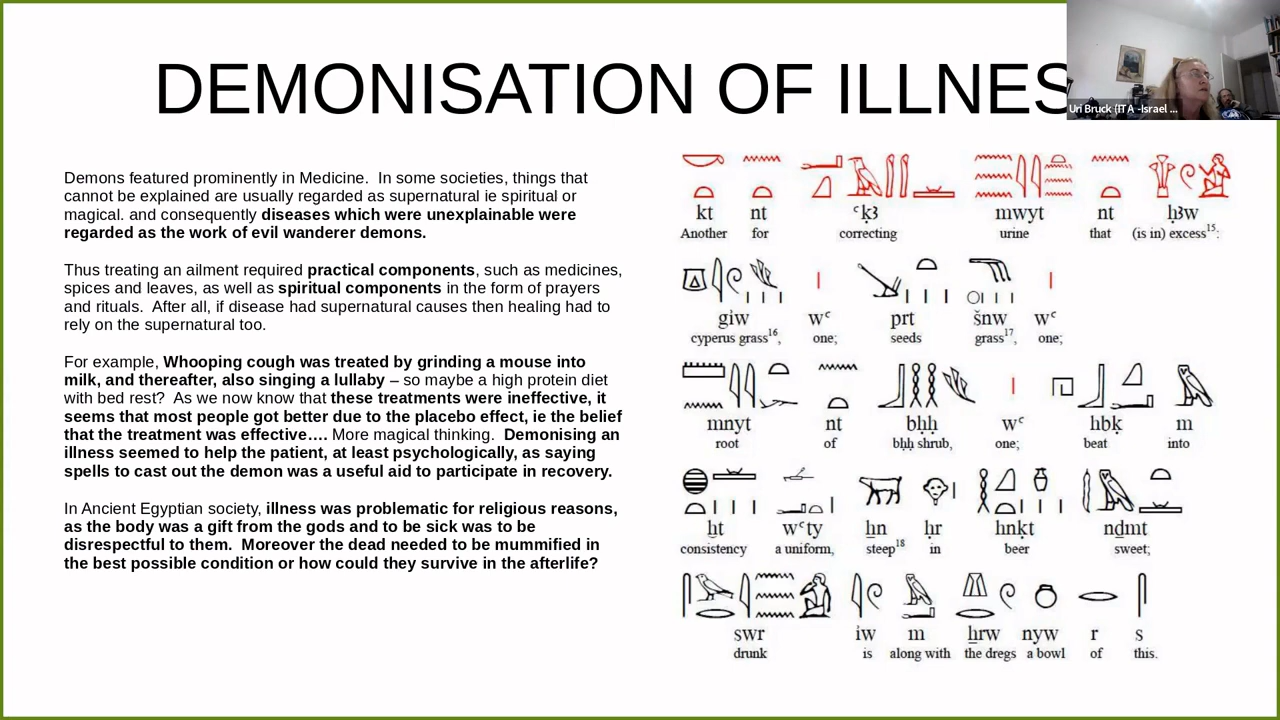 DEMONISATION OF ILLNES
Uri Bruck (ITA -Israel ...
Demons featured prominently in Medicine. In some societies, things that
cannot be explained are usually regarded as supernatural ie spiritual or
magical. and consequently diseases which were unexplainable were
regarded as the work of evil wanderer demons.
Thus treating an ailment required practical components, such as medicines,
spices and leaves, as well as spiritual components in the form of prayers
and rituals. After all, if disease had supernatural causes then healing had to
rely on the supernatural too.
For example, Whooping cough was treated by grinding a mouse into
milk, and thereafter, also singing a lullaby – so maybe a high protein diet
with bed rest? As we now know that these treatments were ineffective, it
seems that most people got better due to the placebo effect, ie the belief
that the treatment was effective…. More magical thinking. Demonising an
illness seemed to help the patient, at least psychologically, as saying
spells to cast out the demon was a useful aid to participate in recovery.
In Ancient Egyptian society, illness was problematic for religious reasons,
as the body was a gift from the gods and to be sick was to be
disrespectful to them. Moreover the dead needed to be mummified in
the best possible condition or how could they survive in the afterlife?
kt nt ꜥḳꜣ mwyt nt ḥꜣw
Another for correcting urine that (is in) excess15:
giw wꜥ prt šnw wꜥ
cyperus grass16, one; seeds grass17, one;
mnyt nt bḥḥ wꜥ hbḳ m
root of bḥḥ shrub, one; beat into
ḫt wꜥty ẖn ḥr hnḳt nḏmt
consistency a uniform, steep18 in beer sweet;
swr iw m ẖrw nyw r s
drunk is along with the dregs a bowl of this.